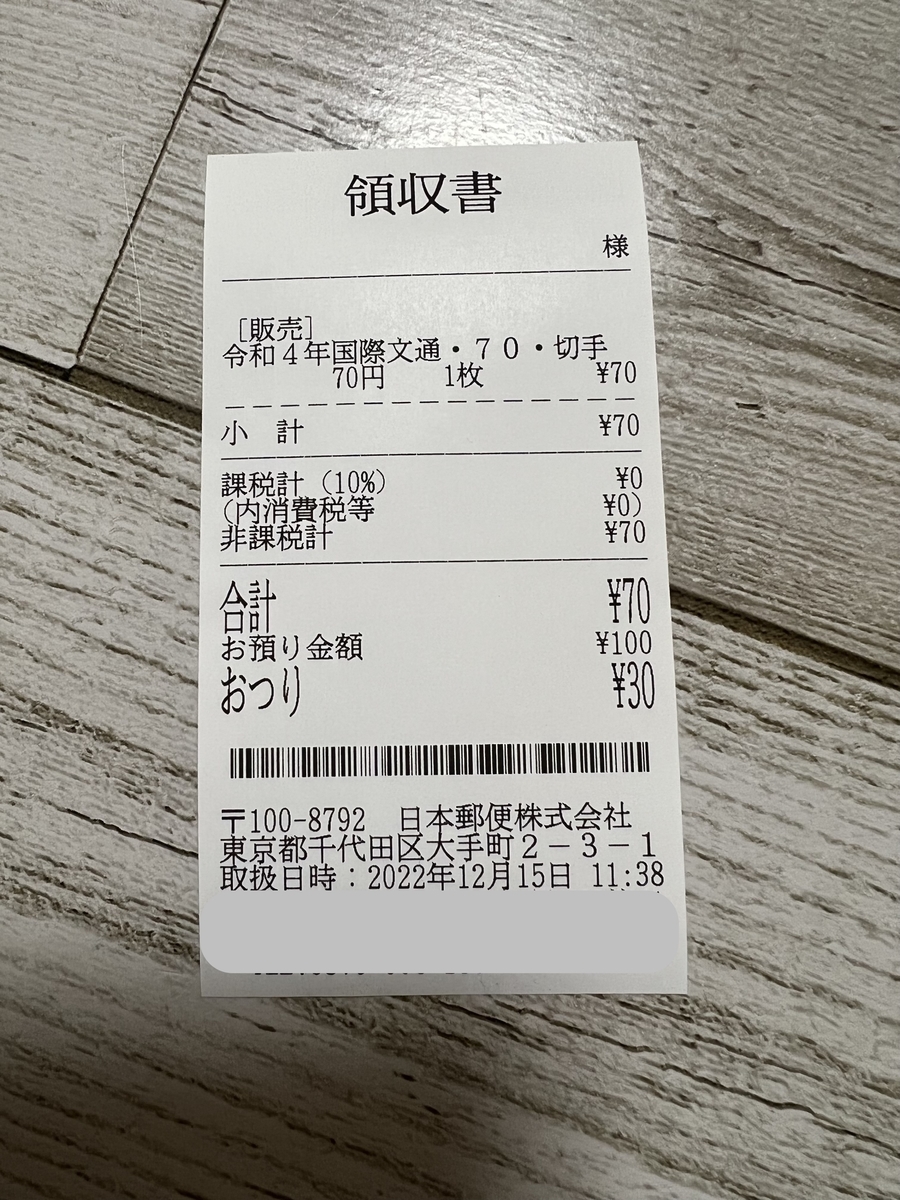 領収書
様
[販売]
令和4年国際文通・70・切手
70円 1枚 ¥70
小 計 ¥70
課税計(10%) ¥0
(内消費税等 ¥0)
非課税計 ¥70
合計 ¥70
お預り金額 ¥100
おつり ¥30
〒100-8792 日本郵便株式会社
東京都千代田区大手町2-3-1
取扱日時:2022年12月15日 11:38